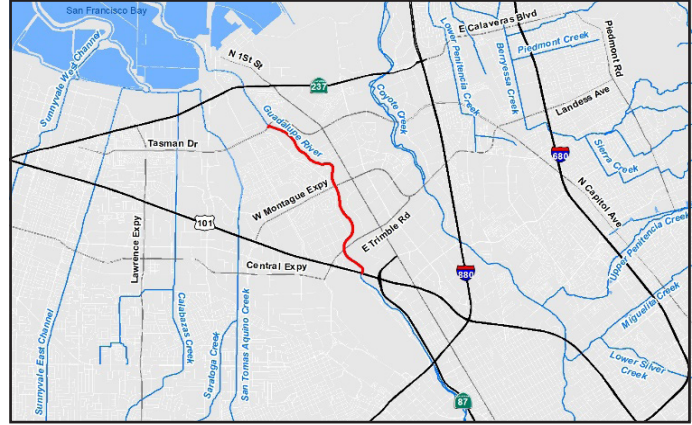 San Francisco Bay
Sunnyvale West Channel
N 1St St
E Calaveras Blvd
Lower Penitencia Creek
Berryessa Creek
Piedmont Creek
Piedmont Rd
237
Coyote Creek
Landess Ave
Guadalupe River
Tasman Dr
680
Sierra Creek
N Capitol Ave
W Montague Expy
101
E Trimble Rd
Lawrence Expy
Central Expy
880
Upper Penitencia Creek
Miguelita Creek
Sunnyvale East Channel
Calabazas Creek
Saratoga Creek
San Tomas Aquino Creek
Lower Silver
Creek
87